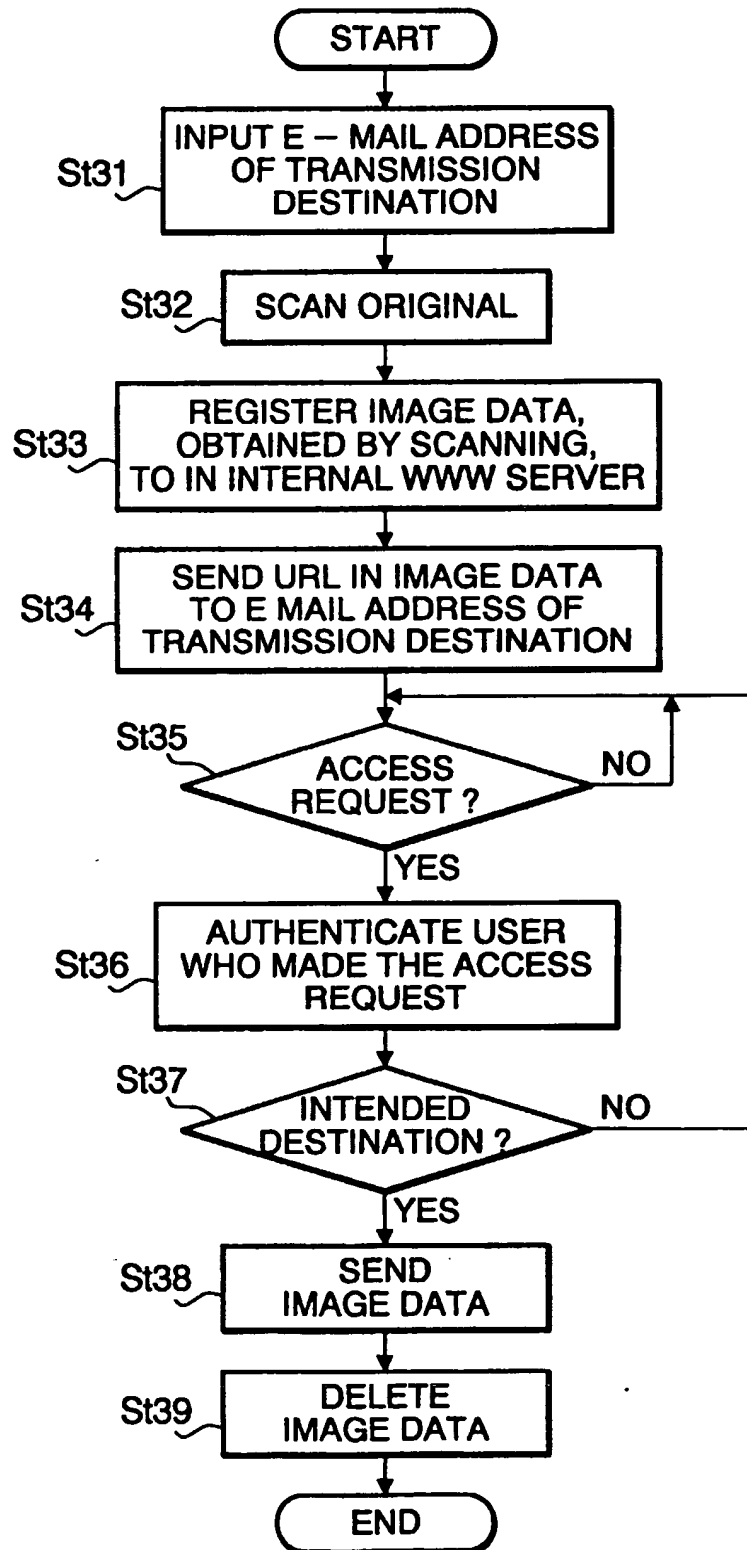 START
St31
INPUT E – MAIL ADDRESS
OF TRANSMISSION
DESTINATION
St32
SCAN ORIGINAL
St33
REGISTER IMAGE DATA,
OBTAINED BY SCANNING,
TO IN INTERNAL WWW SERVER
St34
SEND URL IN IMAGE DATA
TO E MAIL ADDRESS OF
TRANSMISSION DESTINATION
St35
ACCESS
REQUEST ?
NO
YES
St36
AUTHENTICATE USER
WHO MADE THE ACCESS
REQUEST
St37
INTENDED
DESTINATION ?
NO
YES
St38
SEND
IMAGE DATA
St39
DELETE
IMAGE DATA
END